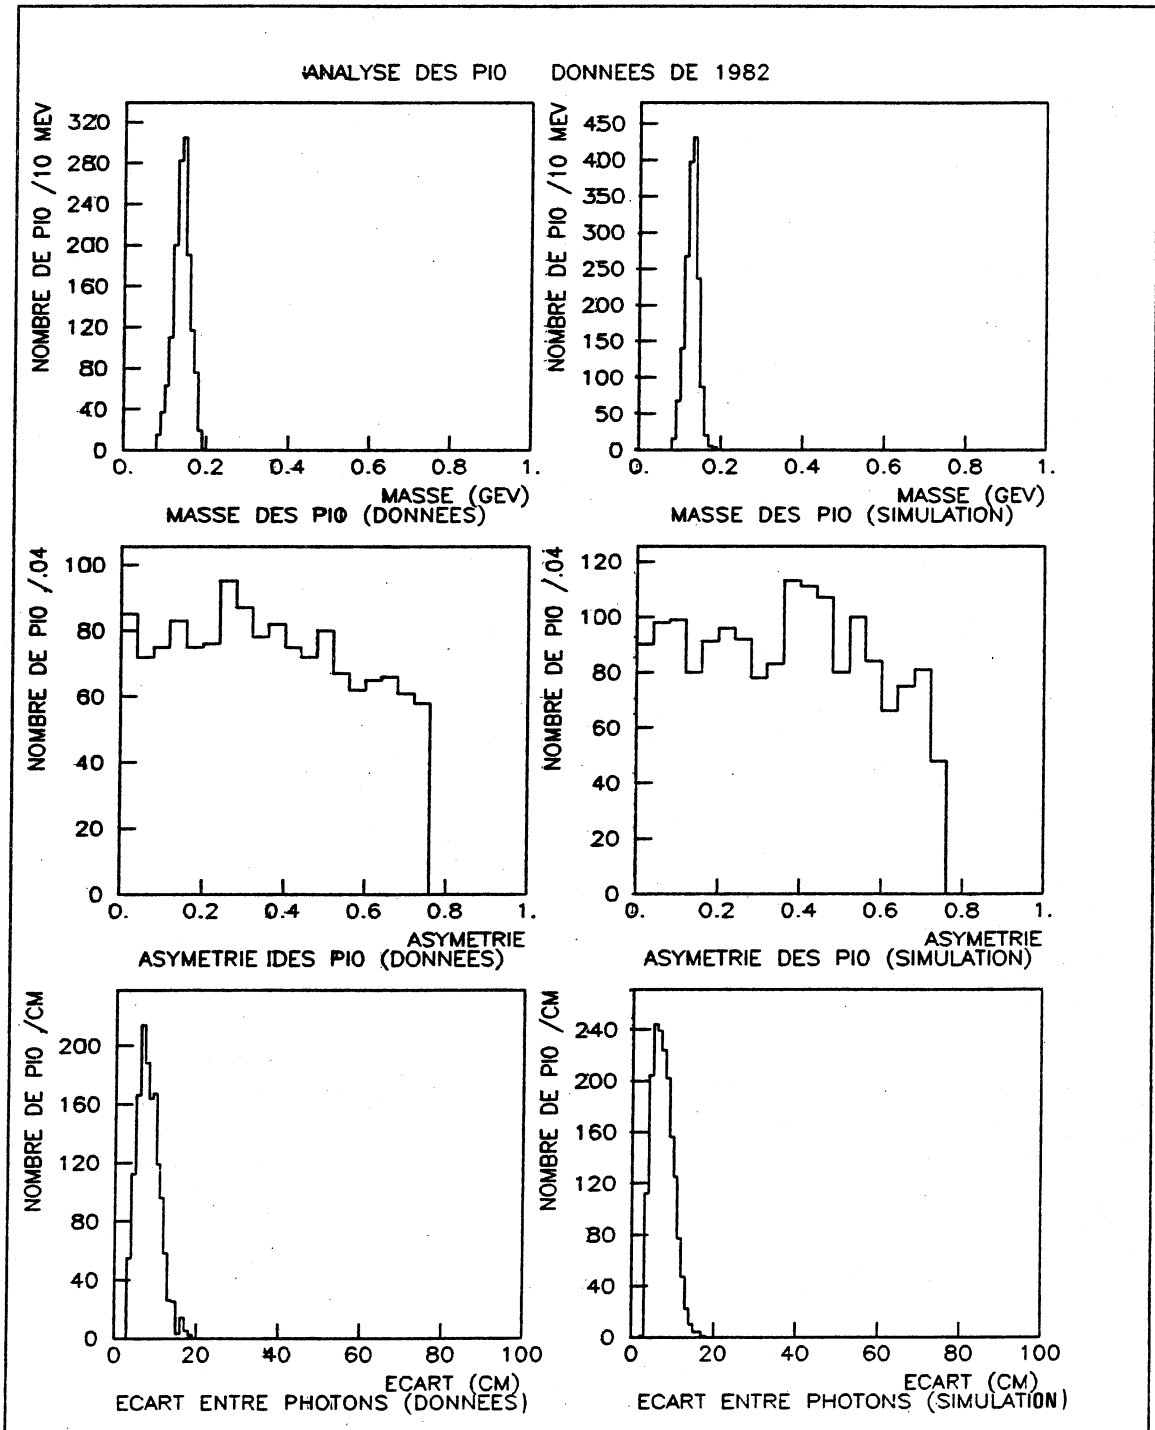 ANALYSE DES PI0 DONNEES DE 1982
NOMBRE DE PI0 /10 MEV
320
280
240
200
160
120
80
40
0
0. 0.2 0.4 0.6 0.8 1.
MASSE (GEV)
MASSE DES PI0 (DONNEES)
NOMBRE DE PI0 /10 MEV
450
400
350
300
250
200
150
100
50
0
0. 0.2 0.4 0.6 0.8 1.
MASSE (GEV)
MASSE DES PI0 (SIMULATION)
NOMBRE DE PI0 /.04
100
80
60
40
20
0
0. 0.2 0.4 0.6 0.8 1.
ASYMETRIE
ASYMETRIE DES PI0 (DONNEES)
NOMBRE DE PI0 /.04
120
100
80
60
40
20
0
0. 0.2 0.4 0.6 0.8 1.
ASYMETRIE
ASYMETRIE DES PI0 (SIMULATION)
NOMBRE DE PI0 /CM
200
160
120
80
40
0
0 20 40 60 80 100
ECART (CM)
ECART ENTRE PHOTONS (DONNEES)
NOMBRE DE PI0 /CM
240
200
160
120
80
40
0
0 20 40 60 80 100
ECART (CM)
ECART ENTRE PHOTONS (SIMULATION)